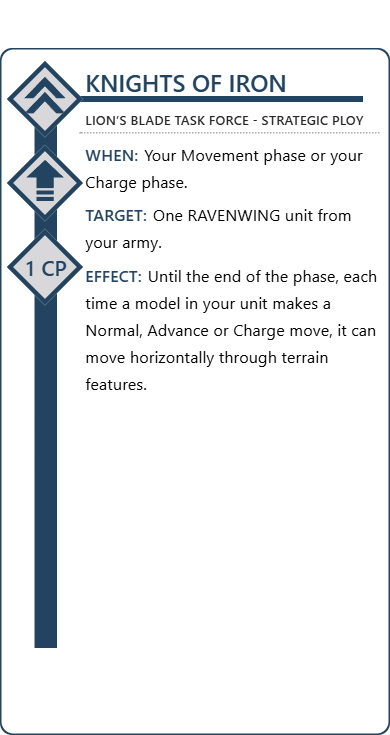 KNIGHTS OF IRON
LION'S BLADE TASK FORCE - STRATEGIC PLOY
WHEN: Your Movement phase or your
Charge phase.
TARGET: One RAVENWING unit from
your army.
1 CP
EFFECT: Until the end of the phase, each
time a model in your unit makes a
Normal, Advance or Charge move, it can
move horizontally through terrain
features.